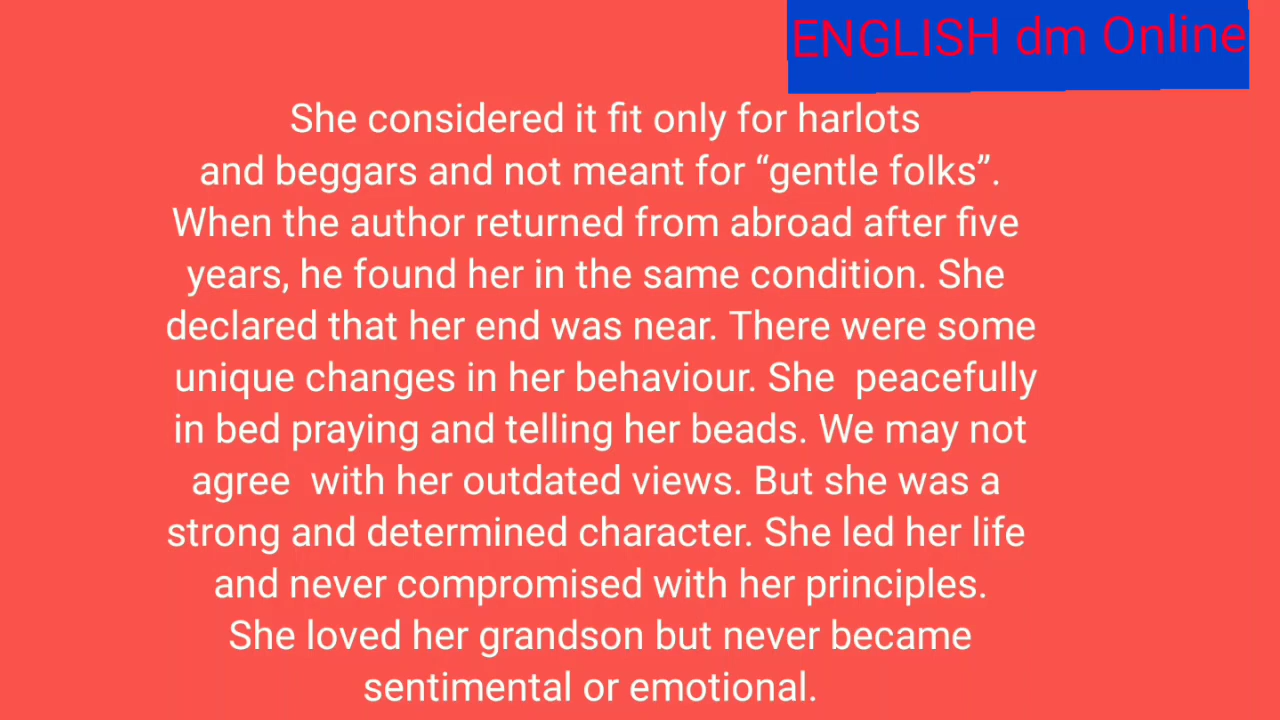 ENGLISH dm Online
She considered it fit only for harlots
and beggars and not meant for “gentle folks”.
When the author returned from abroad after five
years, he found her in the same condition. She
declared that her end was near. There were some
unique changes in her behaviour. She  peacefully
in bed praying and telling her beads. We may not
agree  with her outdated views. But she was a
strong and determined character. She led her life
and never compromised with her principles.
She loved her grandson but never became
sentimental or emotional.